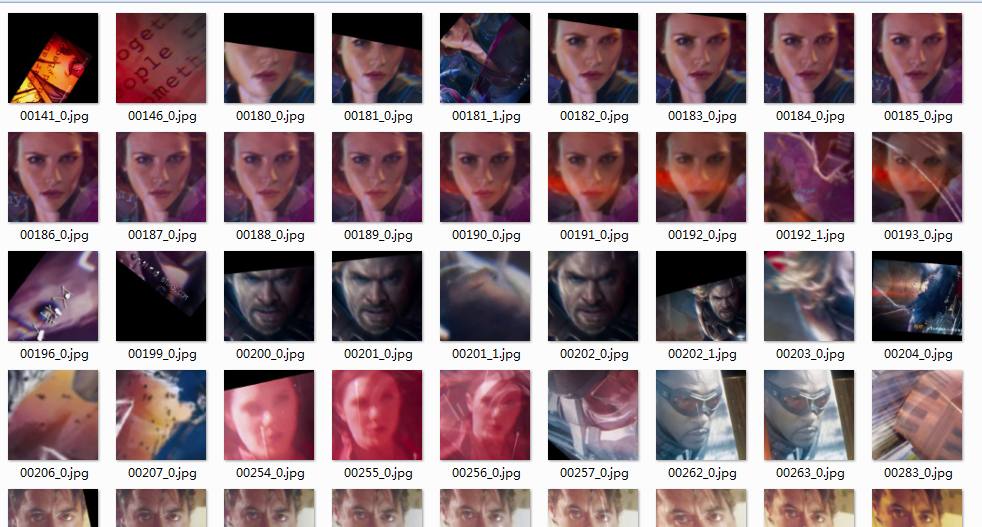 oget
ople
meth
00141_0.jpg 00146_0.jpg 00180_0.jpg 00181_0.jpg 00181_1.jpg 00182_0.jpg 00183_0.jpg 00184_0.jpg 00185_0.jpg
00186_0.jpg 00187_0.jpg 00188_0.jpg 00189_0.jpg 00190_0.jpg 00191_0.jpg 00192_0.jpg 00192_1.jpg 00193_0.jpg
00196_0.jpg 00199_0.jpg 00200_0.jpg 00201_0.jpg 00201_1.jpg 00202_0.jpg 00202_1.jpg 00203_0.jpg 00204_0.jpg
00206_0.jpg 00207_0.jpg 00254_0.jpg 00255_0.jpg 00256_0.jpg 00257_0.jpg 00262_0.jpg 00263_0.jpg 00283_0.jpg